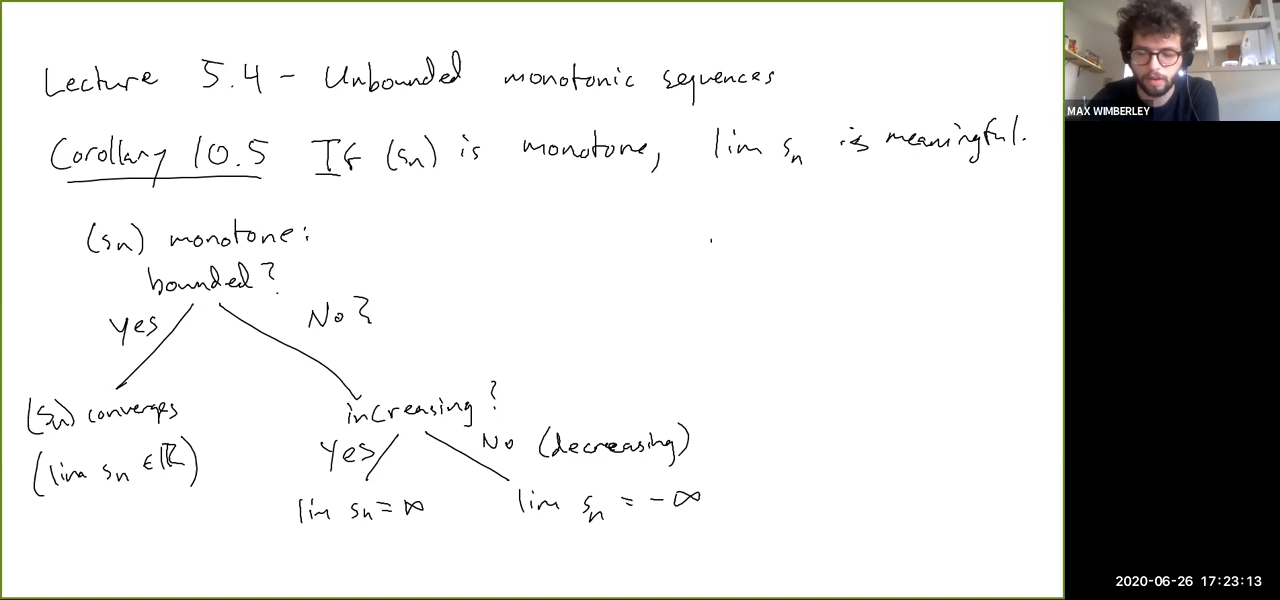 Lecture 5.4 - Unbounded monotonic sequences
Corollary 10.5 If (sn) is monotone, lim sn is meaningful.
(sn) monotone:
bounded?
Yes No?
(sn) converges
(lim sn ∈ ℝ)
increasing?
Yes No (decreasing)
lim sn = ∞ lim sn = -∞
MAX WIMBERLEY
2020-06-26 17:23:13